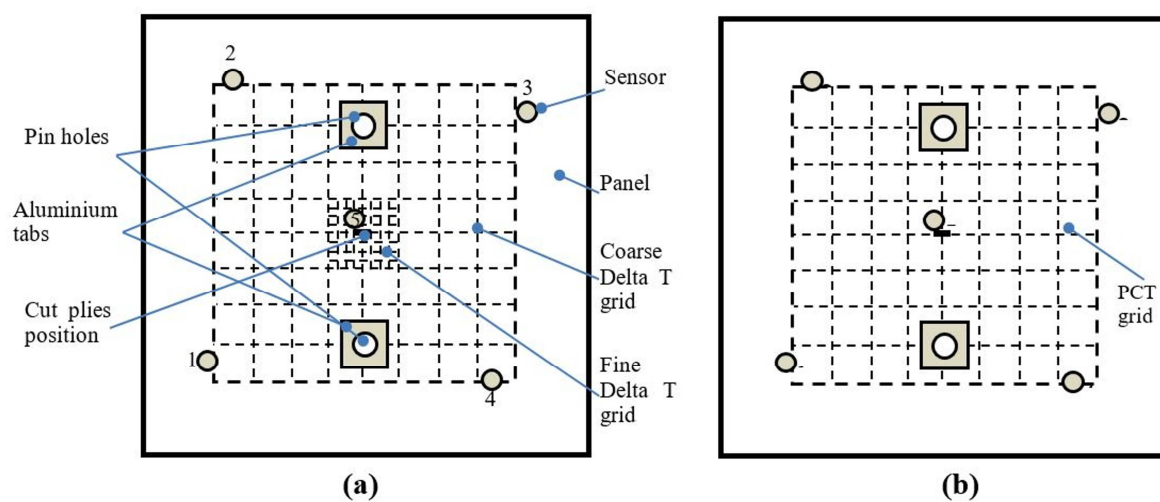 2
3
Sensor
Pin holes
Panel
Aluminium
tabs
5
Coarse
Delta T
grid
Cut plies
position
PCT
grid
1
Fine
Delta T
grid
4
(a)
(b)